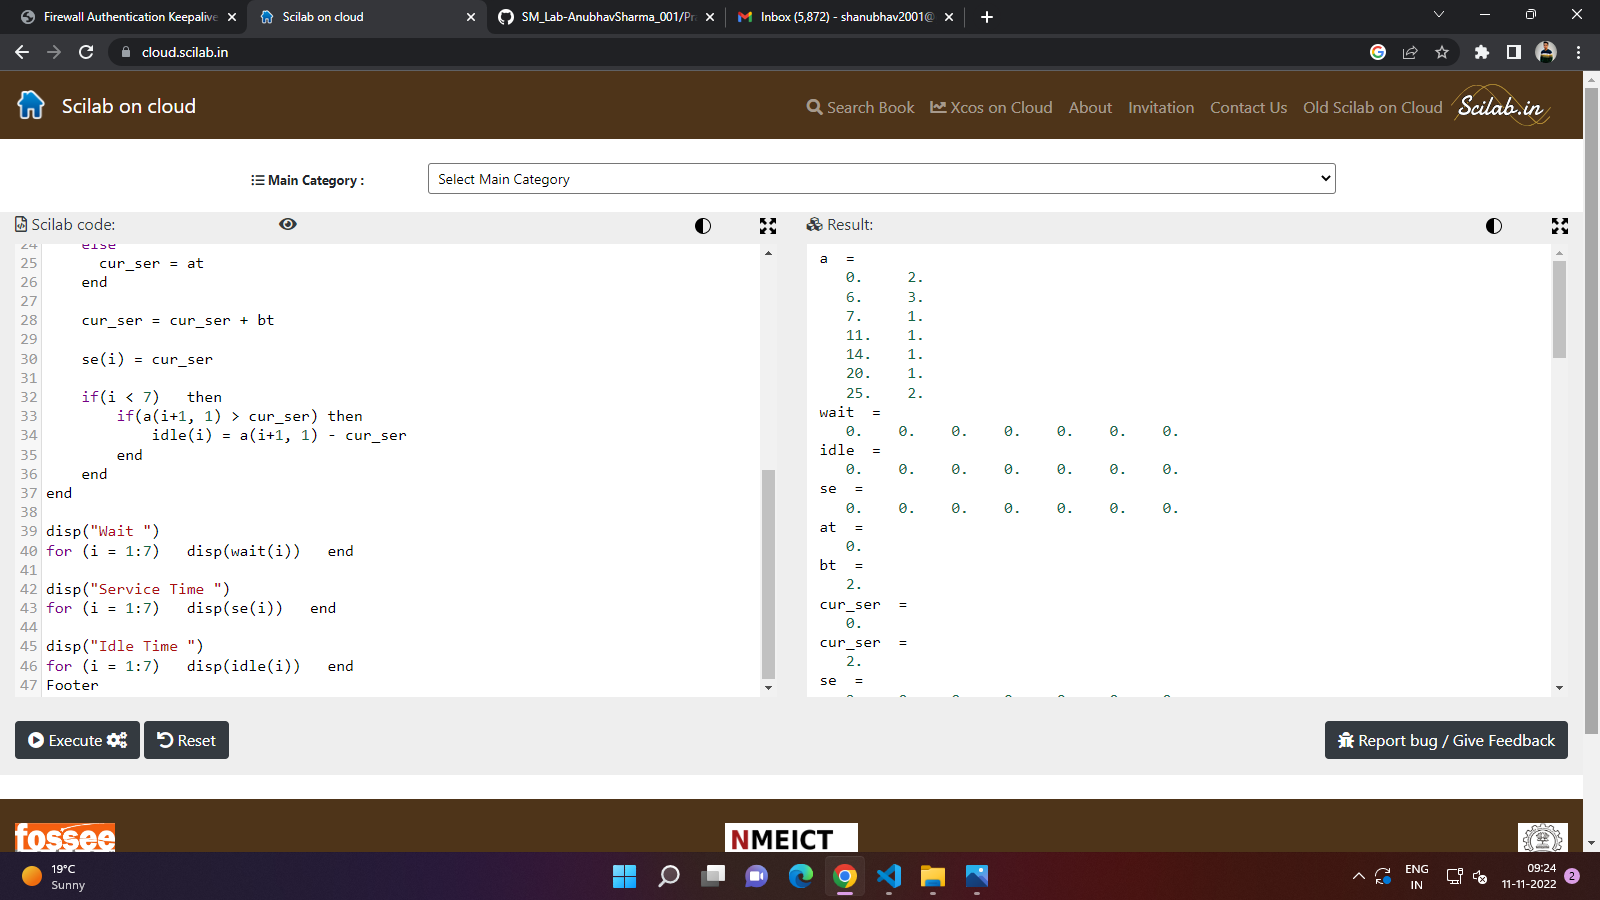 Firewall Authentication Keepalive
Scilab on cloud
SM_Lab-AnubhavSharma_001/Pra
Inbox (5,872) - shanubhav2001@
cloud.scilab.in
Scilab on cloud
Search Book
Xcos on Cloud
About
Invitation
Contact Us
Old Scilab on Cloud
Scilab.in
Main Category :
Select Main Category
Scilab code:
24 else
25 cur_ser = at
26 end
27
28 cur_ser = cur_ser + bt
29
30 se(i) = cur_ser
31
32 if(i < 7) then
33 if(a(i+1, 1) > cur_ser) then
34 idle(i) = a(i+1, 1) - cur_ser
35 end
36 end
37 end
38
39 disp("Wait ")
40 for (i = 1:7) disp(wait(i)) end
41
42 disp("Service Time ")
43 for (i = 1:7) disp(se(i)) end
44
45 disp("Idle Time ")
46 for (i = 1:7) disp(idle(i)) end
47 Footer
Result:
a =
0. 2.
6. 3.
7. 1.
11. 1.
14. 1.
20. 1.
25. 2.
wait =
0. 0. 0. 0. 0. 0. 0.
idle =
0. 0. 0. 0. 0. 0. 0.
se =
0. 0. 0. 0. 0. 0. 0.
at =
0.
bt =
2.
cur_ser =
0.
cur_ser =
2.
se =
Execute
Reset
Report bug / Give Feedback
fossee
NMEICT
19°C
Sunny
ENG
IN
09:24
11-11-2022
2